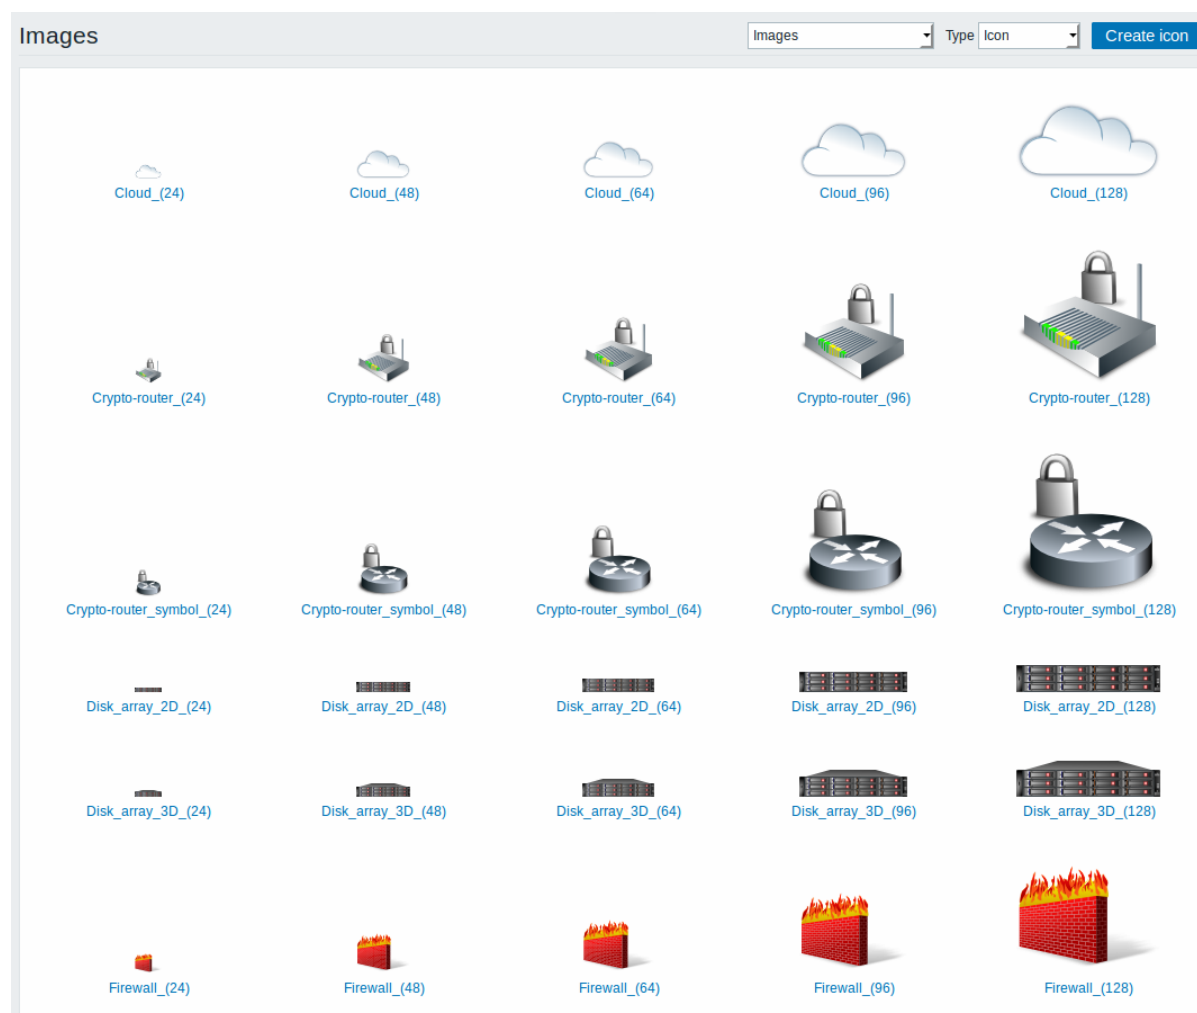 Images Images Type Icon Create icon
Cloud_(24) Cloud_(48) Cloud_(64) Cloud_(96) Cloud_(128)
Crypto-router_(24) Crypto-router_(48) Crypto-router_(64) Crypto-router_(96) Crypto-router_(128)
Crypto-router_symbol_(24) Crypto-router_symbol_(48) Crypto-router_symbol_(64) Crypto-router_symbol_(96) Crypto-router_symbol_(128)
Disk_array_2D_(24) Disk_array_2D_(48) Disk_array_2D_(64) Disk_array_2D_(96) Disk_array_2D_(128)
Disk_array_3D_(24) Disk_array_3D_(48) Disk_array_3D_(64) Disk_array_3D_(96) Disk_array_3D_(128)
Firewall_(24) Firewall_(48) Firewall_(64) Firewall_(96) Firewall_(128)